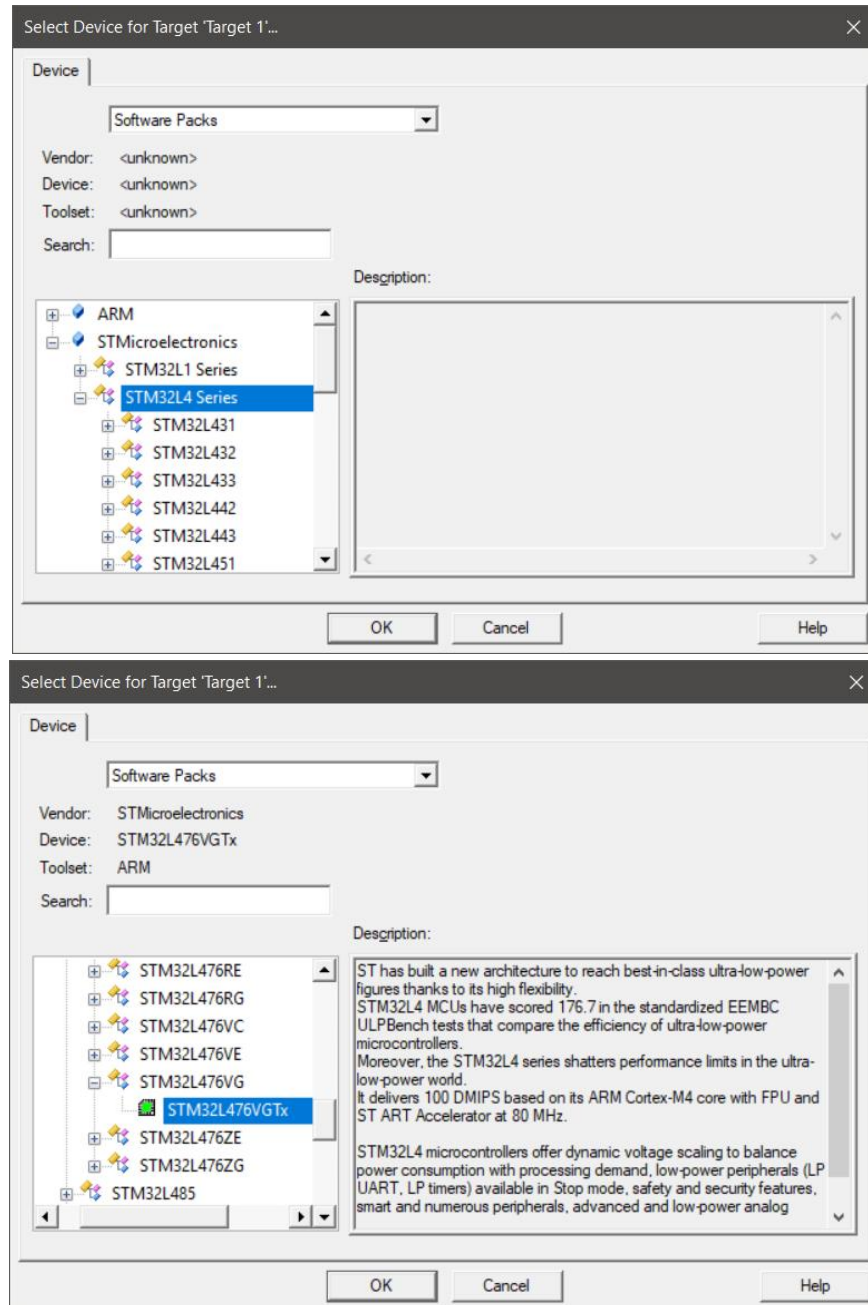 Select Device for Target 'Target 1'...
Device
Software Packs
Vendor: <unknown>
Device: <unknown>
Toolset: <unknown>
Search:
Description:
ARM
STMicroelectronics
STM32L1 Series
STM32L4 Series
STM32L431
STM32L432
STM32L433
STM32L442
STM32L443
STM32L451
OK Cancel Help
Select Device for Target 'Target 1'...
Device
Software Packs
Vendor: STMicroelectronics
Device: STM32L476VGTx
Toolset: ARM
Search:
Description:
STM32L476RE
STM32L476RG
STM32L476VC
STM32L476VE
STM32L476VG
STM32L476VGTx
STM32L476ZE
STM32L476ZG
STM32L485
ST has built a new architecture to reach best-in-class ultra-low-power
figures thanks to its high flexibility.
STM32L4 MCUs have scored 176.7 in the standardized EEMBC
ULPBench tests that compare the efficiency of ultra-low-power
microcontrollers.
Moreover, the STM32L4 series shatters performance limits in the ultra-
low-power world.
It delivers 100 DMIPS based on its ARM Cortex-M4 core with FPU and
ST ART Accelerator at 80 MHz.
STM32L4 microcontrollers offer dynamic voltage scaling to balance
power consumption with processing demand, low-power peripherals (LP
UART, LP timers) available in Stop mode, safety and security features,
smart and numerous peripherals, advanced and low-power analog
OK Cancel Help